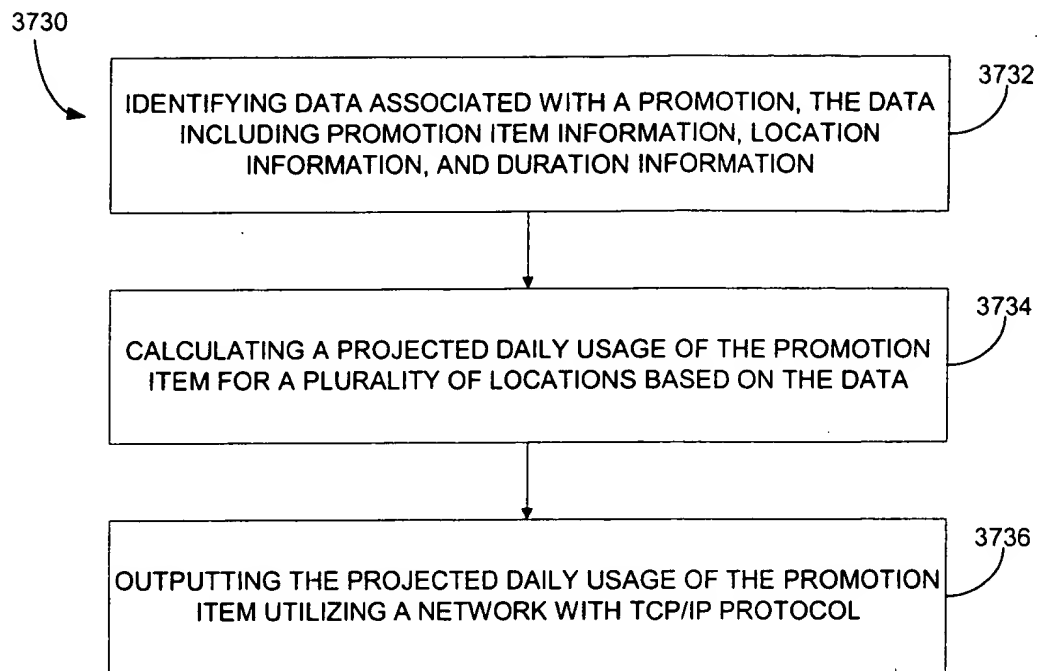 3730
3732
IDENTIFYING DATA ASSOCIATED WITH A PROMOTION, THE DATA
INCLUDING PROMOTION ITEM INFORMATION, LOCATION
INFORMATION, AND DURATION INFORMATION
3734
CALCULATING A PROJECTED DAILY USAGE OF THE PROMOTION
ITEM FOR A PLURALITY OF LOCATIONS BASED ON THE DATA
3736
OUTPUTTING THE PROJECTED DAILY USAGE OF THE PROMOTION
ITEM UTILIZING A NETWORK WITH TCP/IP PROTOCOL